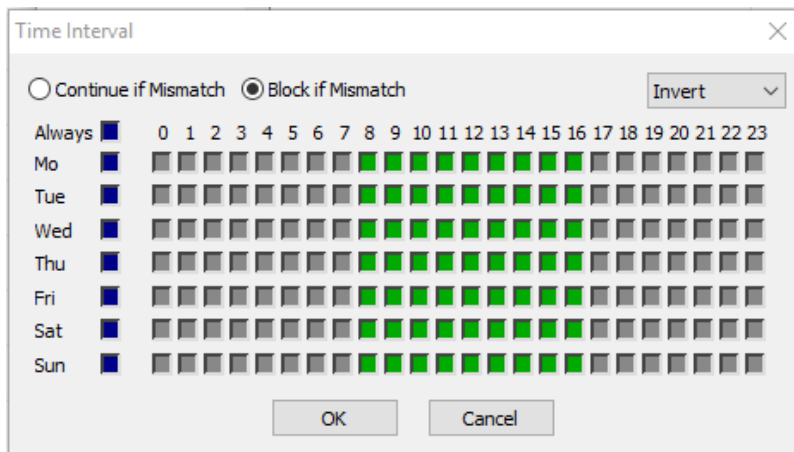 Time Interval
Continue if Mismatch Block if Mismatch Invert
Always 0 1 2 3 4 5 6 7 8 9 10 11 12 13 14 15 16 17 18 19 20 21 22 23
Mo
Tue
Wed
Thu
Fri
Sat
Sun
OK Cancel